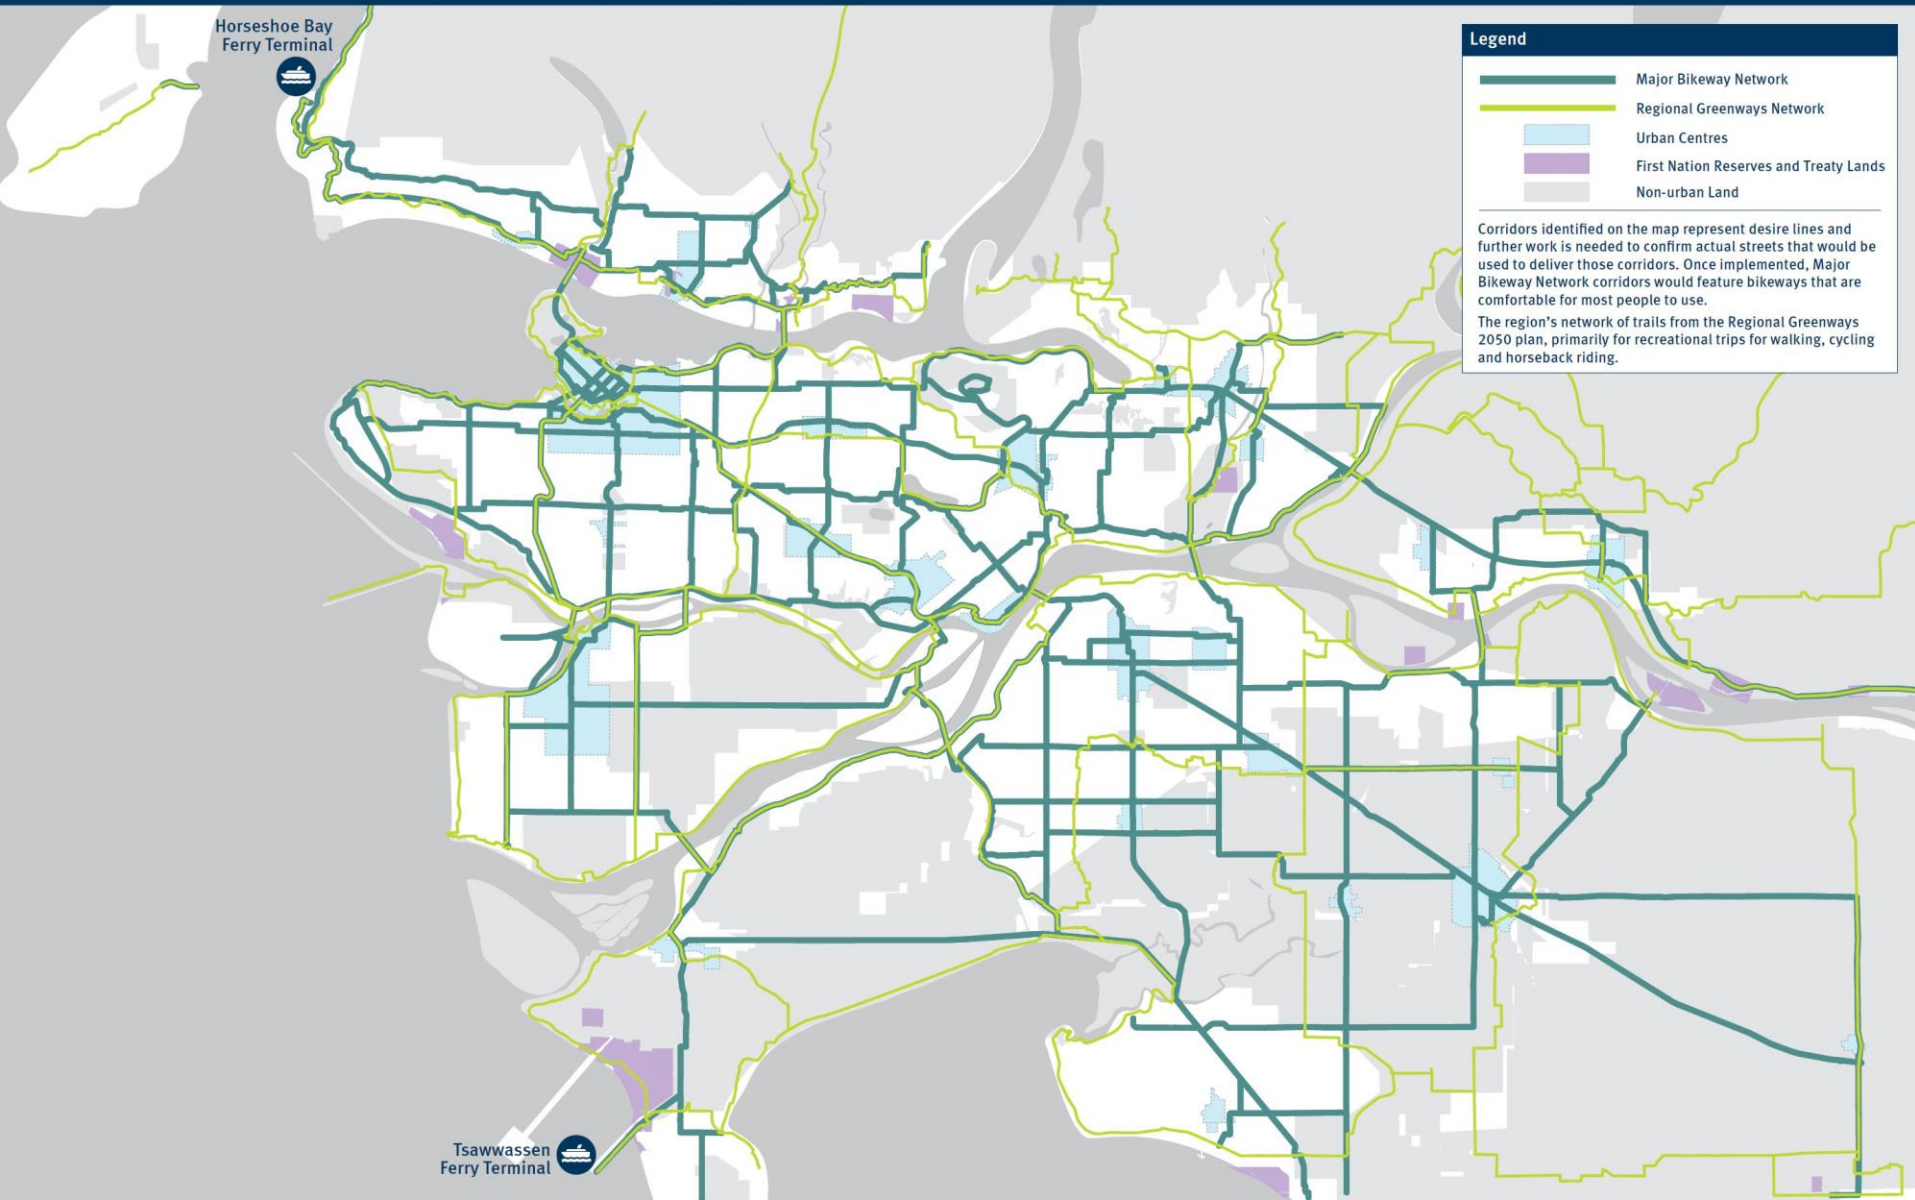 Horseshoe Bay
Ferry Terminal
Legend
Major Bikeway Network
Regional Greenways Network
Urban Centres
First Nation Reserves and Treaty Lands
Non-urban Land
Corridors identified on the map represent desire lines and
further work is needed to confirm actual streets that would be
used to deliver those corridors. Once implemented, Major
Bikeway Network corridors would feature bikeways that are
comfortable for most people to use.
The region’s network of trails from the Regional Greenways
2050 plan, primarily for recreational trips for walking, cycling
and horseback riding.
Tsawwassen
Ferry Terminal